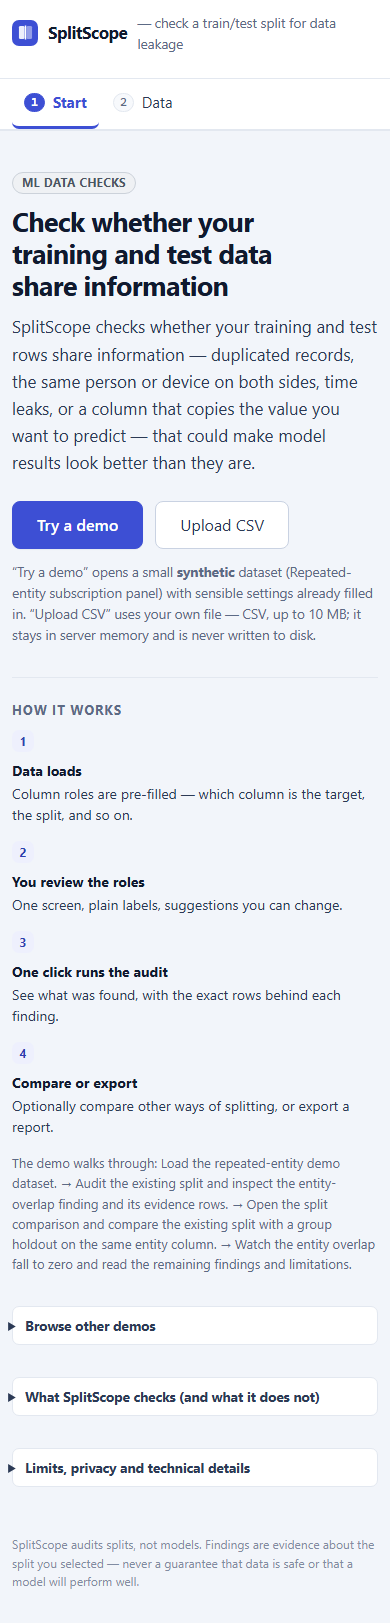 SplitScope
— check a train/test split for data
leakage
1 Start
2 Data
ML DATA CHECKS
Check whether your
training and test data
share information
SplitScope checks whether your training and test
rows share information — duplicated records,
the same person or device on both sides, time
leaks, or a column that copies the value you
want to predict — that could make model
results look better than they are.
Try a demo
Upload CSV
“Try a demo” opens a small synthetic dataset (Repeated-
entity subscription panel) with sensible settings already filled
in. “Upload CSV” uses your own file — CSV, up to 10 MB; it
stays in server memory and is never written to disk.
HOW IT WORKS
1
Data loads
Column roles are pre-filled — which column is the target,
the split, and so on.
2
You review the roles
One screen, plain labels, suggestions you can change.
3
One click runs the audit
See what was found, with the exact rows behind each
finding.
4
Compare or export
Optionally compare other ways of splitting, or export a
report.
The demo walks through: Load the repeated-entity demo
dataset. → Audit the existing split and inspect the entity-
overlap finding and its evidence rows. → Open the split
comparison and compare the existing split with a group
holdout on the same entity column. → Watch the entity overlap
fall to zero and read the remaining findings and limitations.
Browse other demos
What SplitScope checks (and what it does not)
Limits, privacy and technical details
SplitScope audits splits, not models. Findings are evidence about the
split you selected — never a guarantee that data is safe or that a
model will perform well.